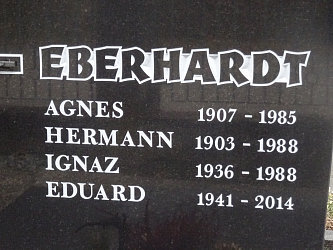 EBERHARDT
AGNES 1907 - 1985
HERMANN 1903 - 1988
IGNAZ 1936 - 1988
EDUARD 1941 - 2014